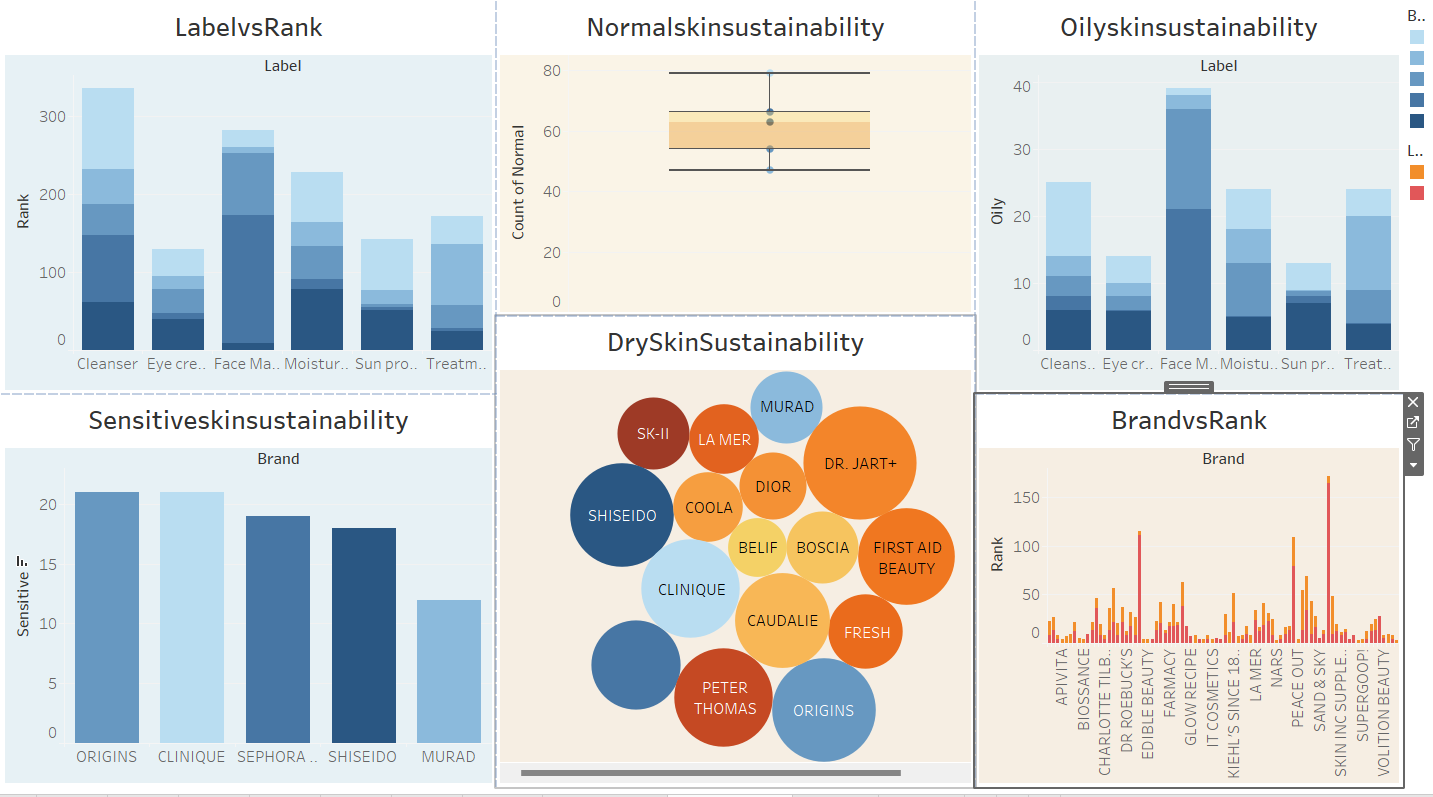 LabelvsRank
Label
Rank
300
200
100
0
Cleanser
Eye cre..
Face Ma..
Moistur..
Sun pro..
Treatm..
Normalskinsustainability
Count of Normal
80
60
40
20
0
Oilyskinsustainability
Label
Oily
40
30
20
10
0
Cleans..
Eye cr..
Face M..
Moistu..
Sun pr..
Treat..
B..
L..
Sensitiveskinsustainability
Brand
Sensitive
20
15
10
5
0
ORIGINS
CLINIQUE
SEPHORA ..
SHISEIDO
MURAD
DrySkinSustainability
MURAD
SK-II
LA MER
DR. JART+
DIOR
COOLA
SHISEIDO
BELIF
BOSCIA
FIRST AID
BEAUTY
CLINIQUE
CAUDALIE
FRESH
PETER
THOMAS
ORIGINS
BrandvsRank
Brand
Rank
150
100
50
0
APIVITA
BIOSSANCE
CHARLOTTE TILB..
DR ROEBUCK'S
EDIBLE BEAUTY
FARMACY
GLOW RECIPE
IT COSMETICS
KIEHL'S SINCE 18..
LA MER
NARS
PEACE OUT
SAND & SKY
SKIN INC SUPPLE..
SUPERGOOP!
VOLITION BEAUTY